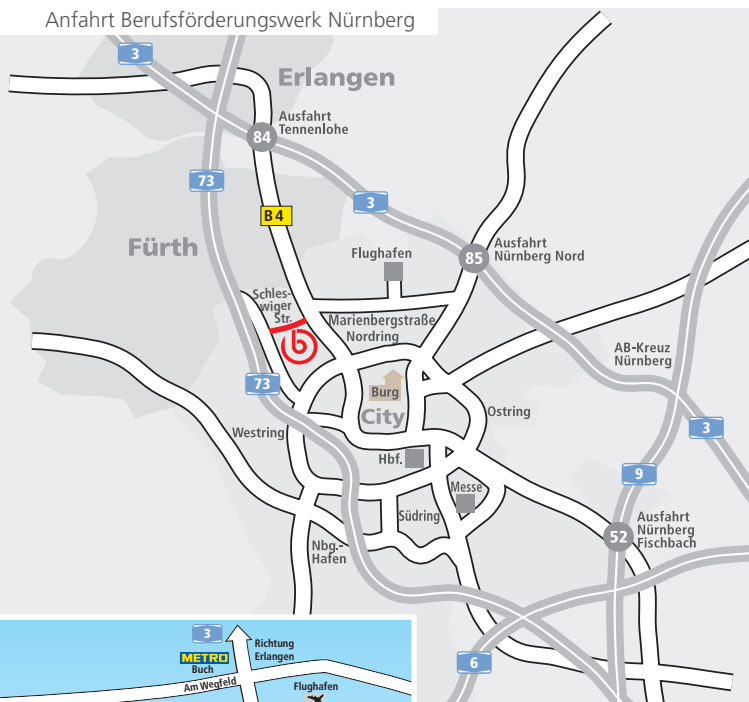 Anfahrt Berufsförderungswerk Nürnberg
3
Erlangen
Ausfahrt
Tennenlohe
84
73
3
B 4
Fürth
Flughafen
Ausfahrt
Nürnberg Nord
85
Schles-
wiger
Str.
Marienbergstraße
Nordring
b
AB-Kreuz
Nürnberg
73
Burg
City
Ostring
3
Westring
Hbf.
9
Messe
Südring
Ausfahrt
Nürnberg
Fischbach
52
Nbg.-
Hafen
6
3
Richtung
Erlangen
METRO
Buch
Am Wegfeld
Flughafen